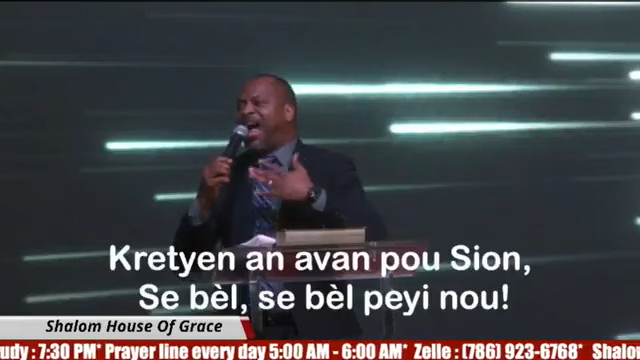 Kretyen an avan pou Sion,
Se bèl, se bèl peyi nou!
Shalom House Of Grace
udy : 7:30 PM* Prayer line every day 5:00 AM - 6:00 AM* Zelle : (786) 923-6768* Shalo